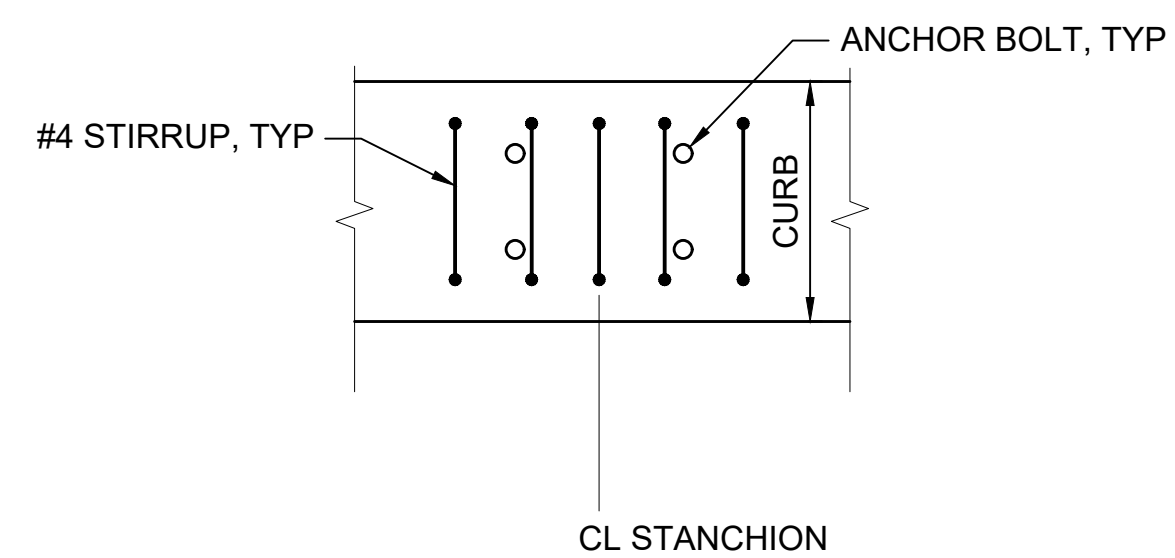 ANCHOR BOLT, TYP
#4 STIRRUP, TYP
CURB
CL STANCHION